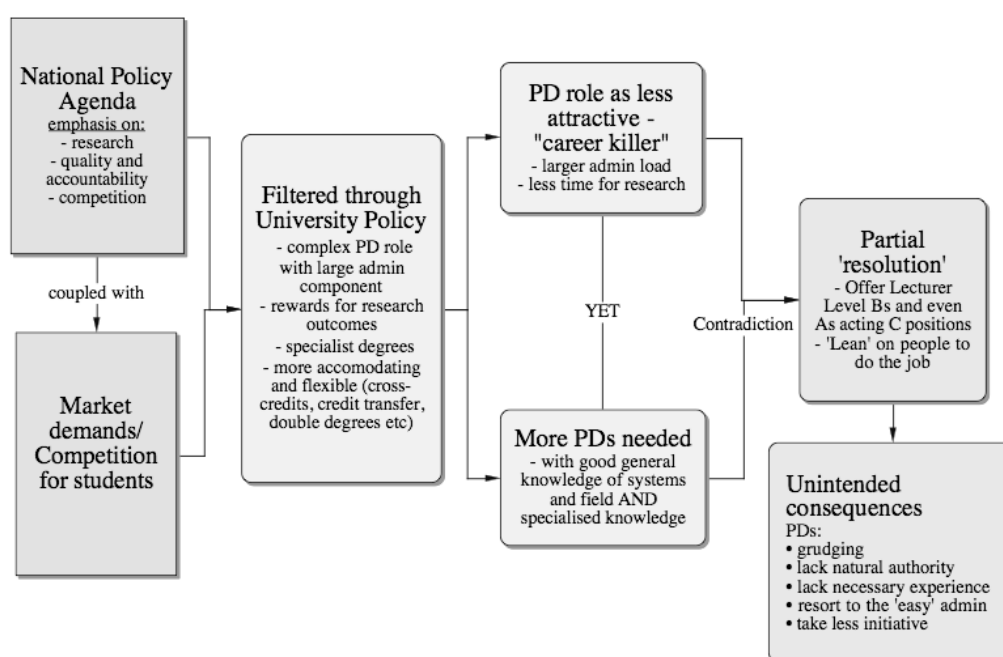 National Policy
Agenda
emphasis on:
- research
- quality and
accountability
- competition
coupled with
Market
demands/
Competition
for students
Filtered through
University Policy
- complex PD role
with large admin
component
- rewards for research
outcomes
- specialist degrees
- more accomodating
and flexible (cross-
credits, credit transfer,
double degrees etc)
PD role as less
attractive -
"career killer"
- larger admin load
- less time for research
YET
More PDs needed
- with good general
knowledge of systems
and field AND
specialised knowledge
Contradiction
Partial
'resolution'
- Offer Lecturer
Level Bs and even
As acting C positions
- 'Lean' on people to
do the job
Unintended
consequences
PDs:
• grudging
• lack natural authority
• lack necessary experience
• resort to the 'easy' admin
• take less initiative